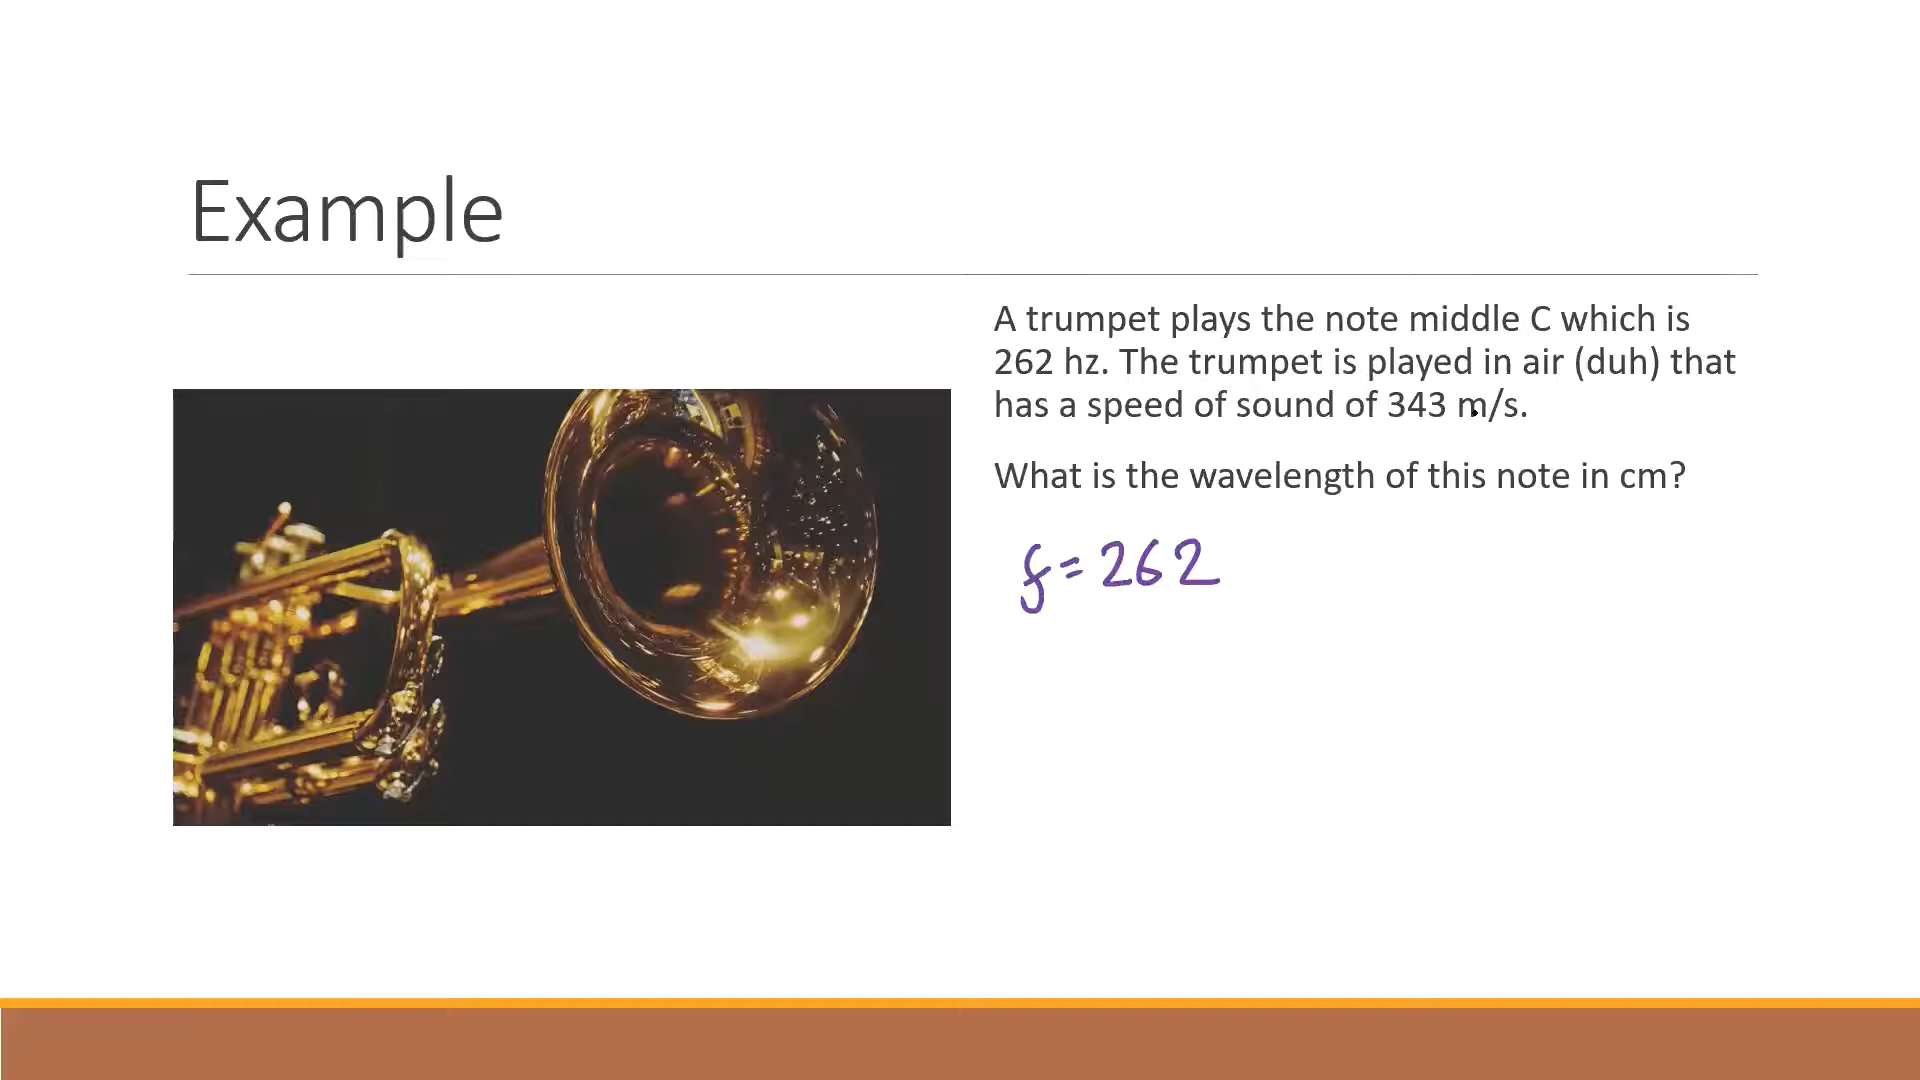 Example
A trumpet plays the note middle C which is
262 hz. The trumpet is played in air (duh) that
has a speed of sound of 343 m/s.
What is the wavelength of this note in cm?
f = 262